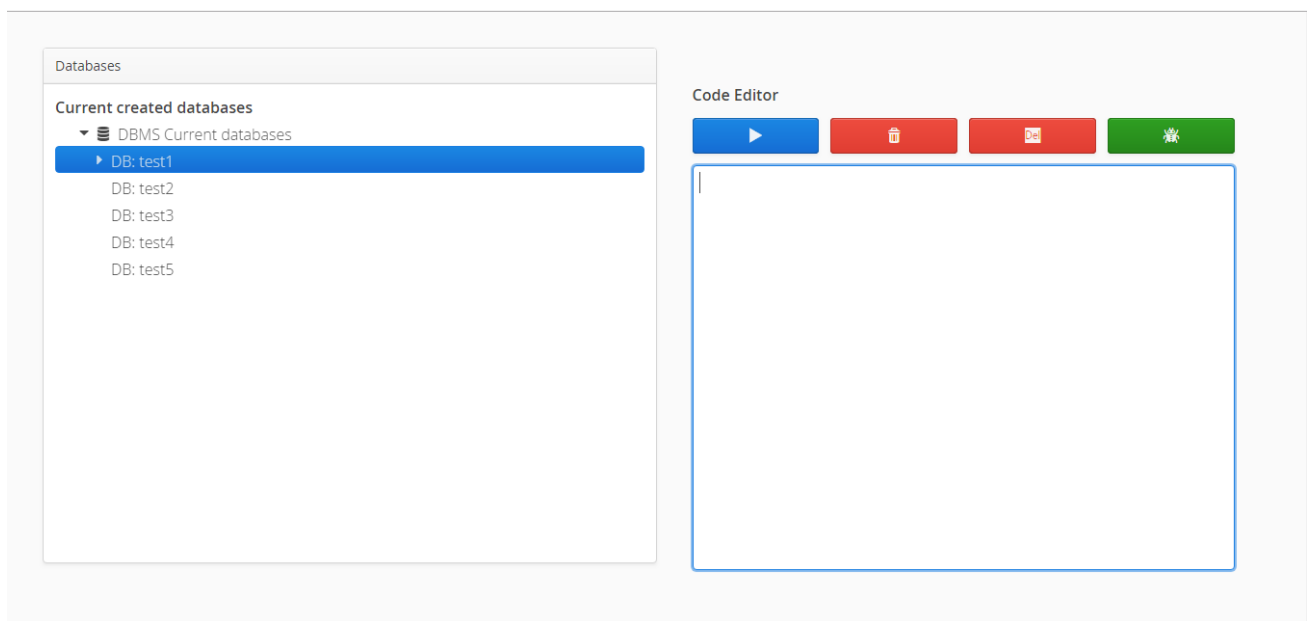 Databases
Current created databases
DBMS Current databases
DB: test1
DB: test2
DB: test3
DB: test4
DB: test5
Code Editor
Del